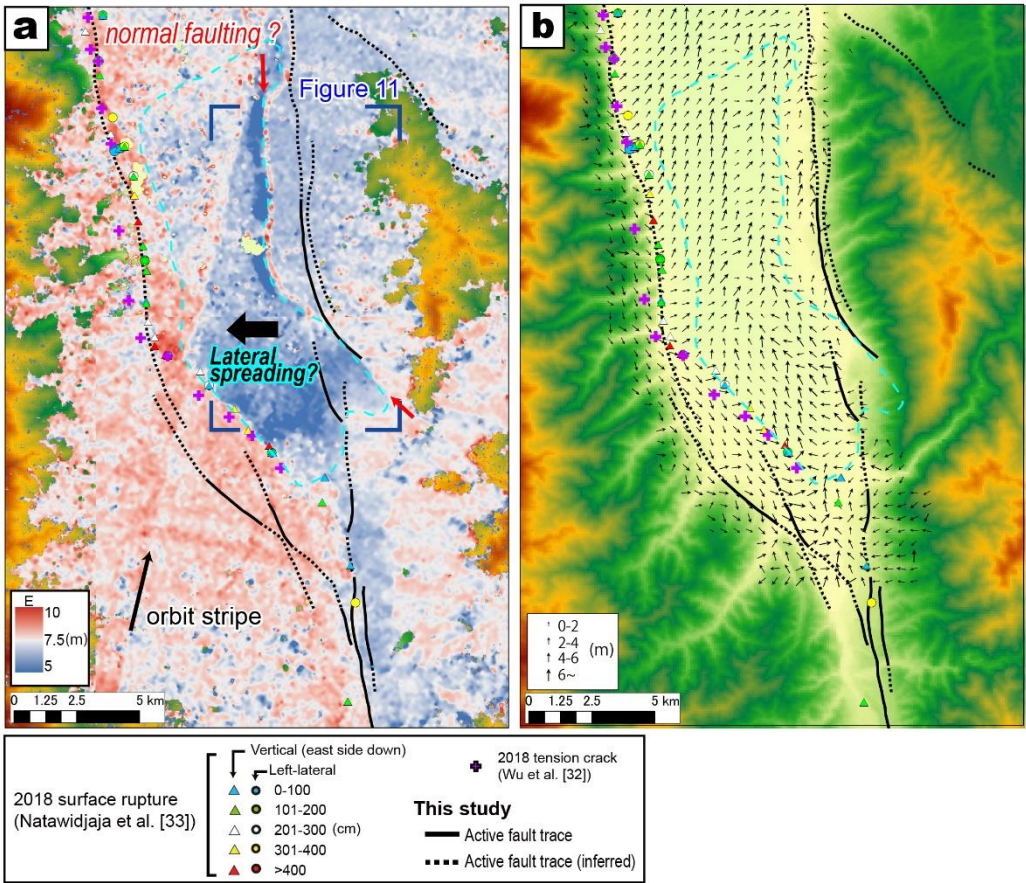 a
normal faulting ?
Figure 11
Lateral
spreading?
orbit stripe
E
10
7.5(m)
5
0 1.25 2.5 5 km
b
0-2
2-4
4-6
6~
(m)
0 1.25 2.5 5 km
2018 surface rupture
(Natawidjaja et al. [33])
Vertical (east side down)
Left-lateral
0-100
101-200
201-300 (cm)
301-400
>400
2018 tension crack
(Wu et al. [32])
This study
Active fault trace
Active fault trace (inferred)